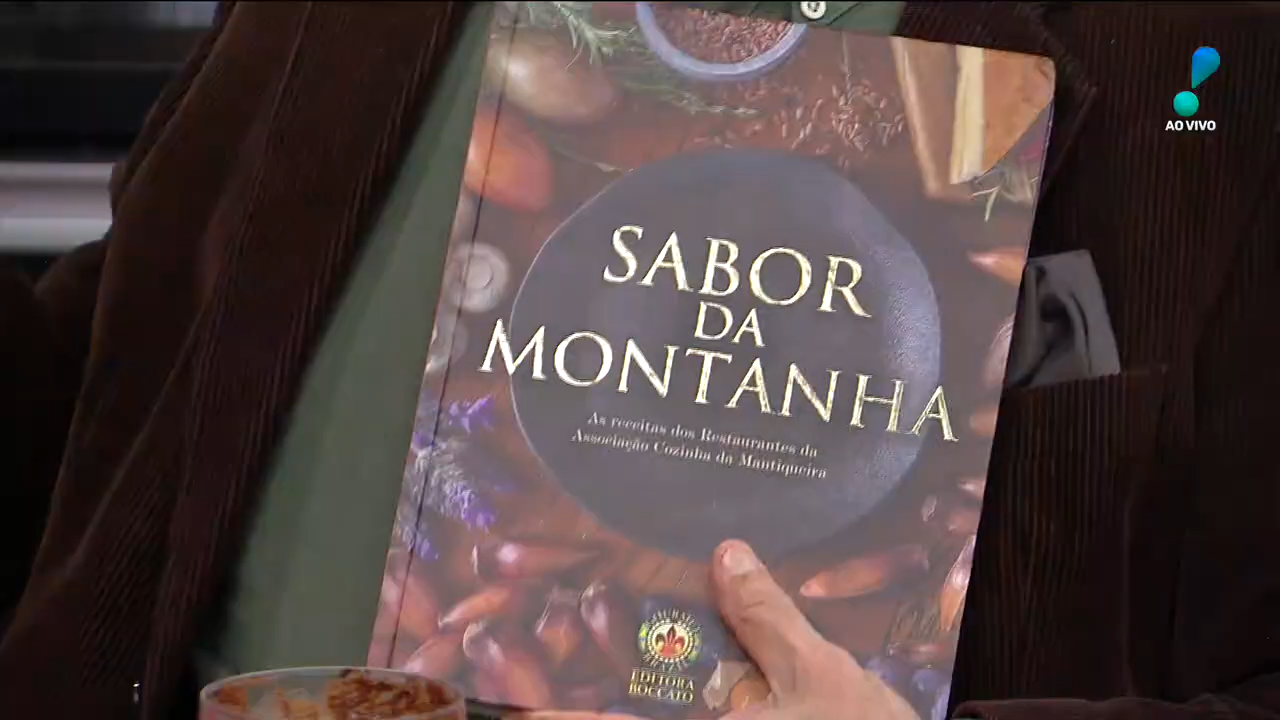 AO VIVO
SABOR
DA
MONTANHA
As receitas dos Restaurantes da
Associação Cozinha da Mantiqueira
EDITORA
BOCCATO